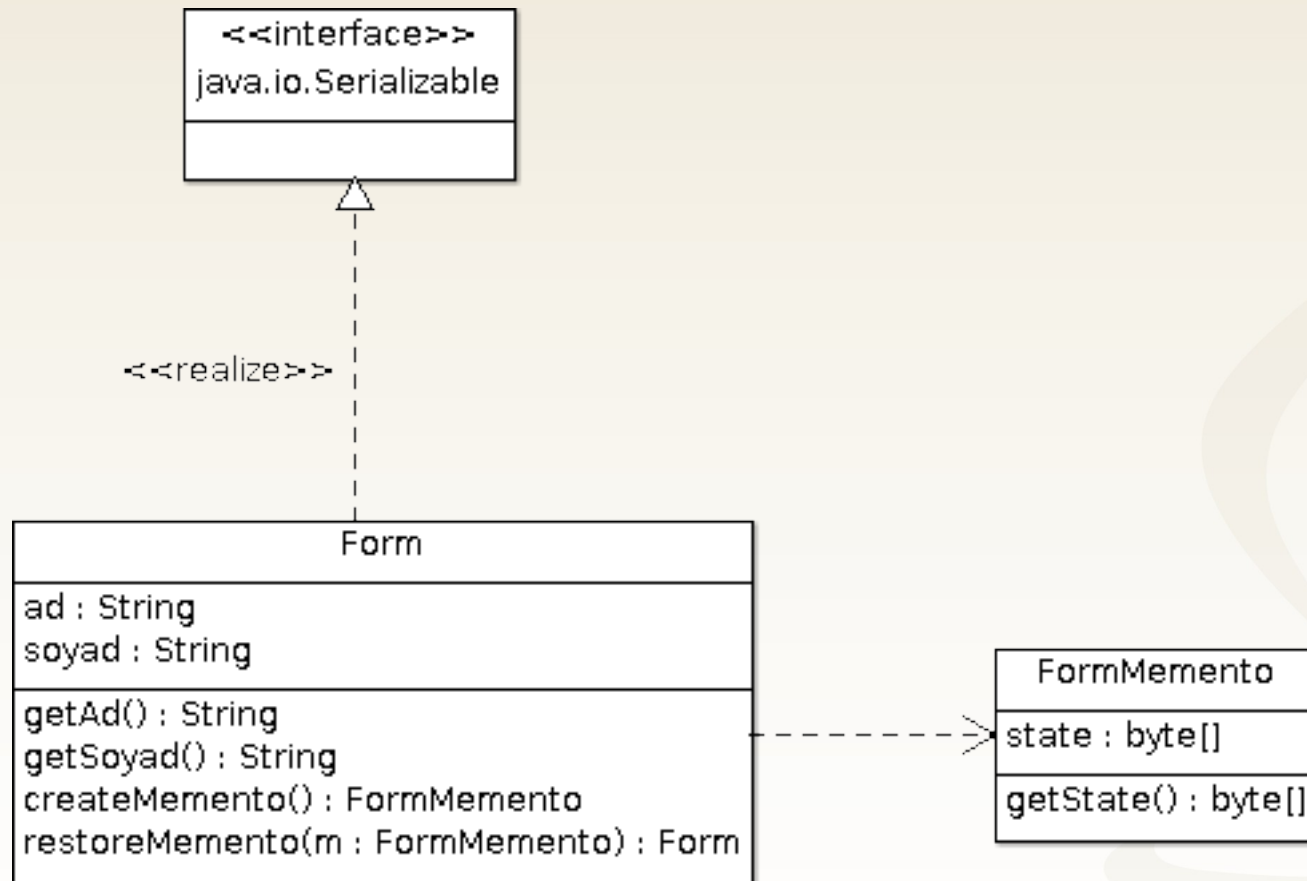 <<interface>>
java.io.Serializable
<<realize>>
Form
ad : String
soyad : String
getAd() : String
getSoyad() : String
createMemento() : FormMemento
restoreMemento(m : FormMemento) : Form
FormMemento
state : byte[]
getState() : byte[]